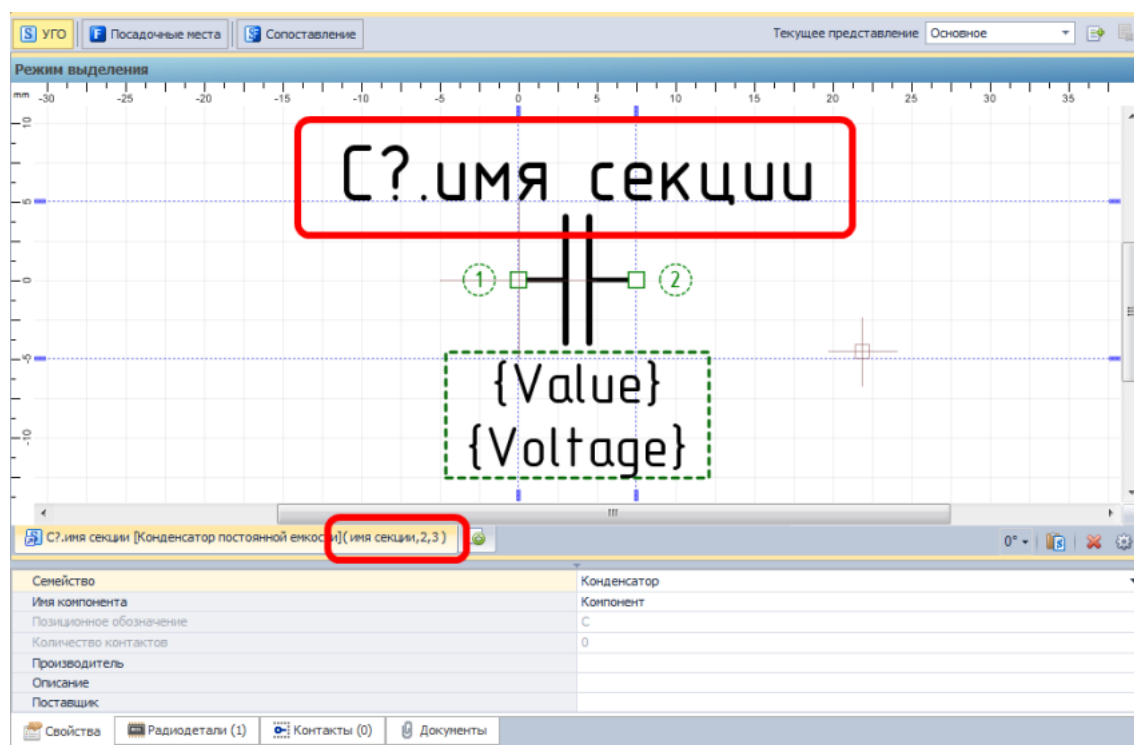 УГО Посадочные места Сопоставление Текущее представление Основное
Режим выделения
mm -30 -25 -20 -15 -10 -5 0 5 10 15 20 25 30 35
C?.имя секции
5
0
-5
-10
1 2
{Value}
{Voltage}
C?.имя секции [Конденсатор постоянной емкости](имя секции,2,3) 0°
Семейство Конденсатор
Имя компонента Компонент
Позиционное обозначение C
Количество контактов 0
Производитель
Описание
Поставщик
Свойства Радиодетали (1) Контакты (0) Документы